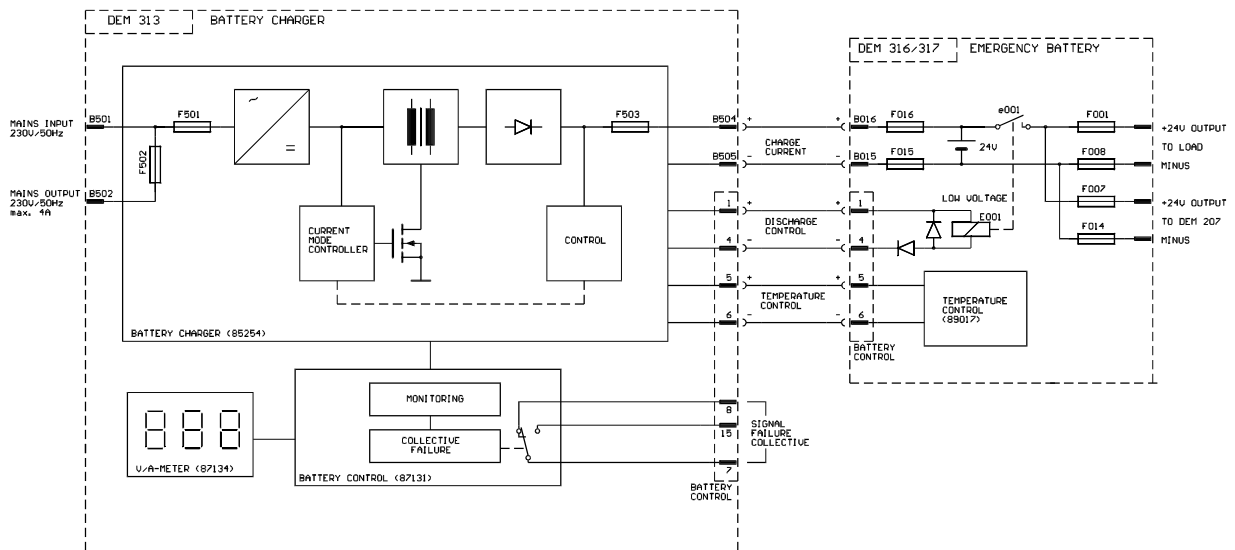 DEM 313
BATTERY CHARGER
DEM 316/317
EMERGENCY BATTERY
MAINS INPUT
230V/50Hz
B501
F501
~
=
F502
MAINS OUTPUT
230V/50Hz
max. 4A
B502
F503
CURRENT
MODE
CONTROLLER
CONTROL
BATTERY CHARGER (85254)
B504
+
+
B016
F016
e001
F001
+24V OUTPUT
CHARGE
CURRENT
TO LOAD
B505
-
-
B015
F015
24V
F008
MINUS
1
+
+
1
LOW VOLTAGE
F007
+24V OUTPUT
DISCHARGE
CONTROL
E001
TO DEM 207
4
-
-
4
F014
MINUS
5
+
+
5
TEMPERATURE
CONTROL
TEMPERATURE
CONTROL
(89017)
6
-
-
6
BATTERY
CONTROL
MONITORING
COLLECTIVE
FAILURE
BATTERY CONTROL (87131)
888
V/A-METER (87134)
8
15
7
SIGNAL
FAILURE
COLLECTIVE
BATTERY
CONTROL